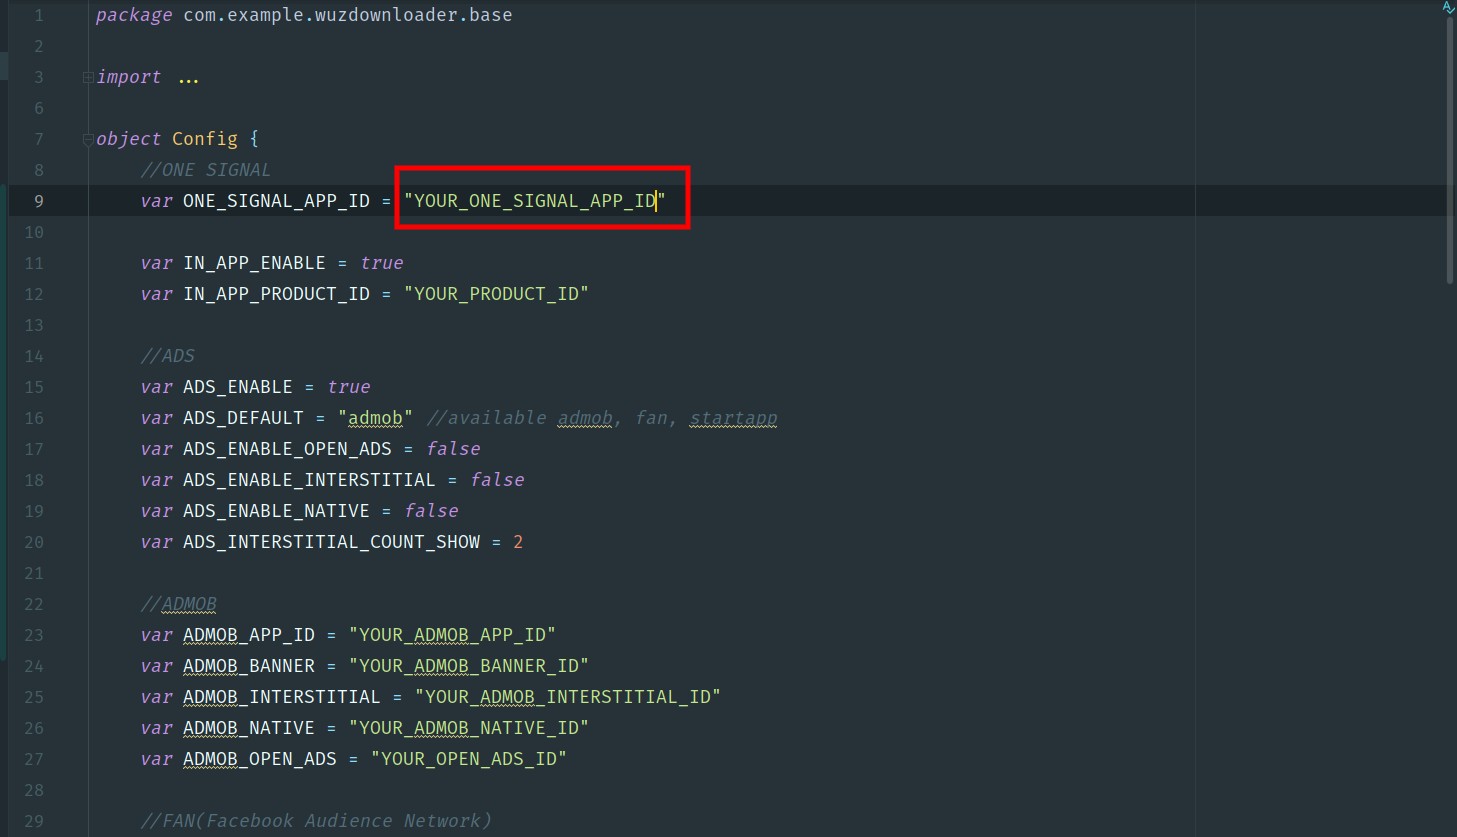 1 package com.example.wuzdownloader.base
2
3 import ...
6
7 object Config {
8 //ONE SIGNAL
9 var ONE_SIGNAL_APP_ID = "YOUR_ONE_SIGNAL_APP_ID"
10
11 var IN_APP_ENABLE = true
12 var IN_APP_PRODUCT_ID = "YOUR_PRODUCT_ID"
13
14 //ADS
15 var ADS_ENABLE = true
16 var ADS_DEFAULT = "admob" //available admob, fan, startapp
17 var ADS_ENABLE_OPEN_ADS = false
18 var ADS_ENABLE_INTERSTITIAL = false
19 var ADS_ENABLE_NATIVE = false
20 var ADS_INTERSTITIAL_COUNT_SHOW = 2
21
22 //ADMOB
23 var ADMOB_APP_ID = "YOUR_ADMOB_APP_ID"
24 var ADMOB_BANNER = "YOUR_ADMOB_BANNER_ID"
25 var ADMOB_INTERSTITIAL = "YOUR_ADMOB_INTERSTITIAL_ID"
26 var ADMOB_NATIVE = "YOUR_ADMOB_NATIVE_ID"
27 var ADMOB_OPEN_ADS = "YOUR_OPEN_ADS_ID"
28
29 //FAN(Facebook Audience Network)